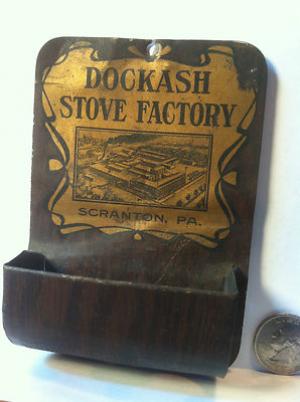 DOCKASH
STOVE FACTORY
SCRANTON, PA.